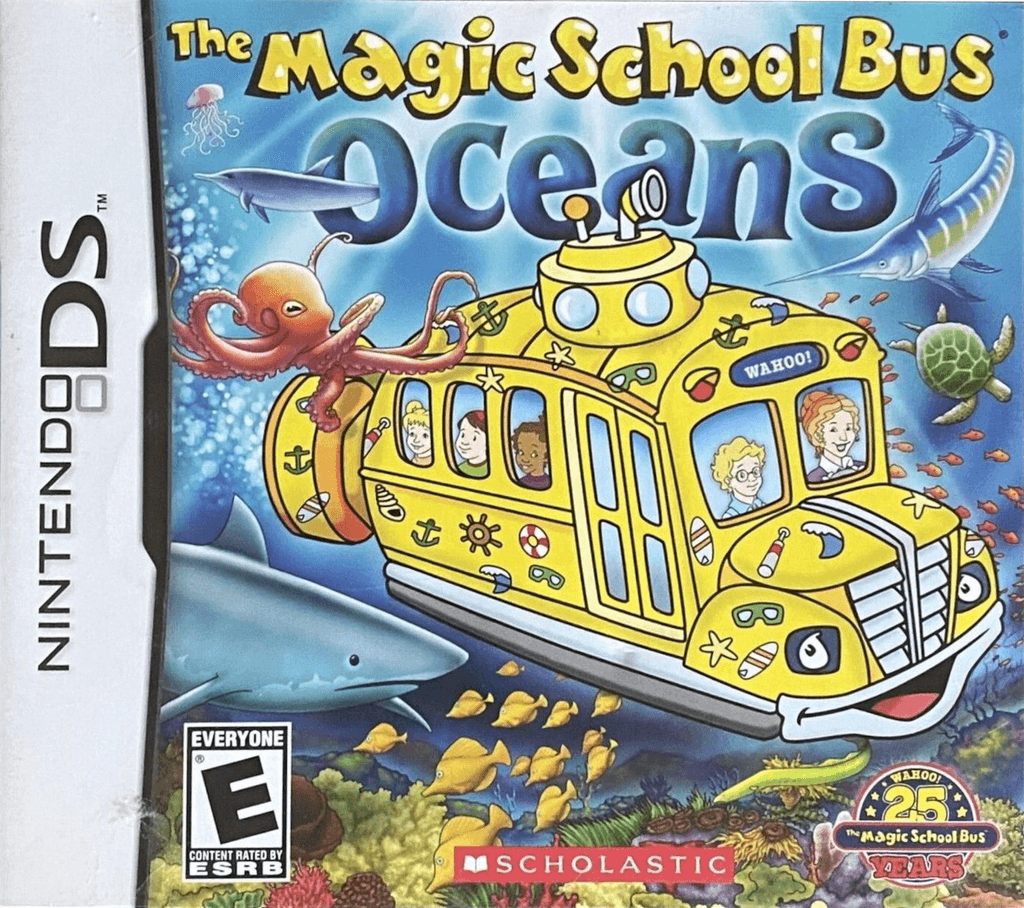 The Magic School Bus®
Oceans
NINTENDO DS™
WAHOO!
EVERYONE
®
E
CONTENT RATED BY
ESRB
SCHOLASTIC
WAHOO!
25
The Magic School Bus
YEARS